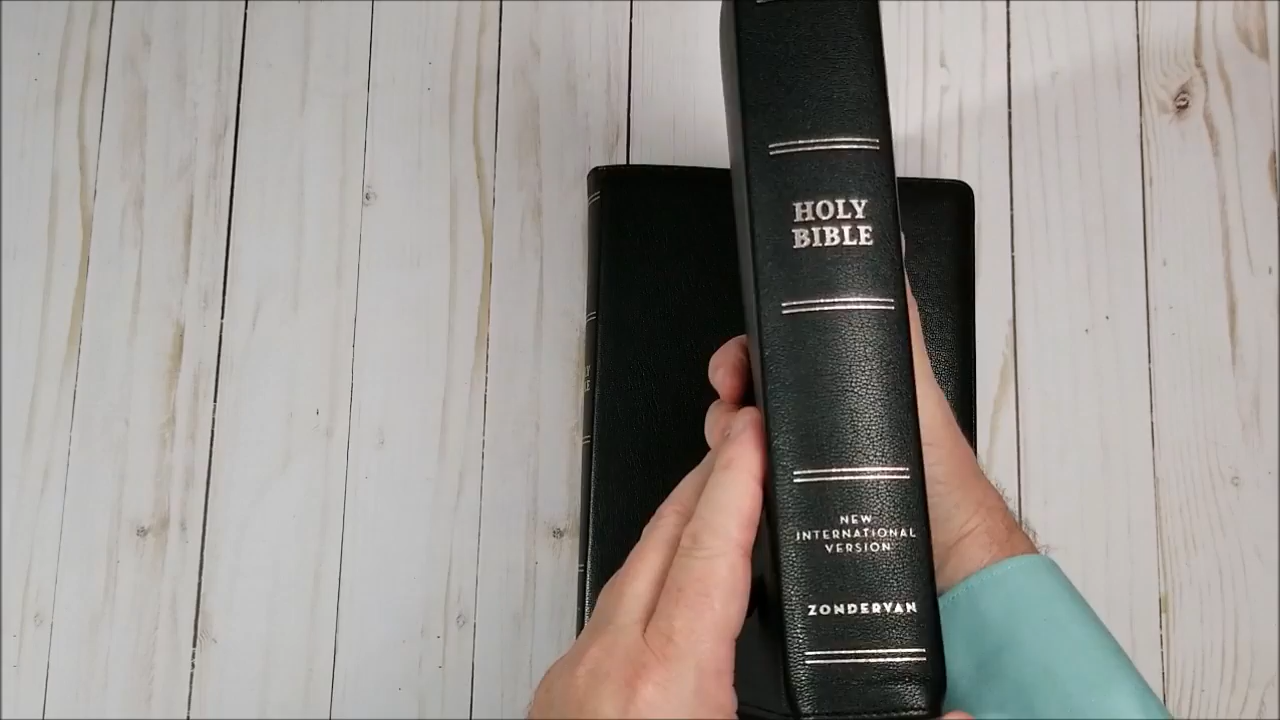 HOLY
BIBLE
NEW
INTERNATIONAL
VERSION
ZONDERVAN